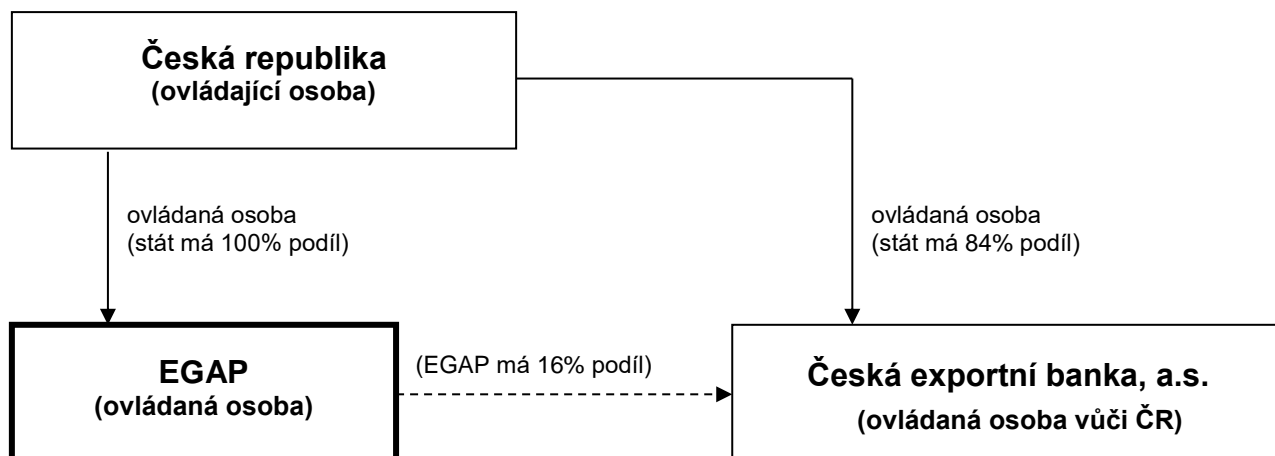 Česká republika
(ovládající osoba)
ovládaná osoba
(stát má 100% podíl)
ovládaná osoba
(stát má 84% podíl)
EGAP
(ovládaná osoba)
(EGAP má 16% podíl)
Česká exportní banka, a.s.
(ovládaná osoba vůči ČR)